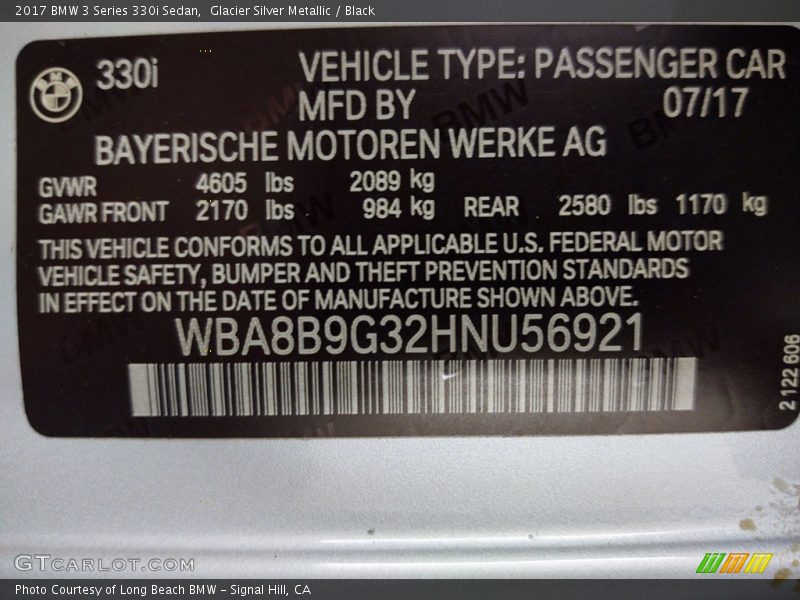 2017 BMW 3 Series 330i Sedan, Glacier Silver Metallic / Black
330i
VEHICLE TYPE: PASSENGER CAR
MFD BY 07/17
BAYERISCHE MOTOREN WERKE AG
GVWR 4605 lbs 2089 kg
GAWR FRONT 2170 lbs 984 kg REAR 2580 lbs 1170 kg
THIS VEHICLE CONFORMS TO ALL APPLICABLE U.S. FEDERAL MOTOR
VEHICLE SAFETY, BUMPER AND THEFT PREVENTION STANDARDS
IN EFFECT ON THE DATE OF MANUFACTURE SHOWN ABOVE.
WBA8B9G32HNU56921
2 122 606
GTCARLOT.COM
Photo Courtesy of Long Beach BMW – Signal Hill, CA